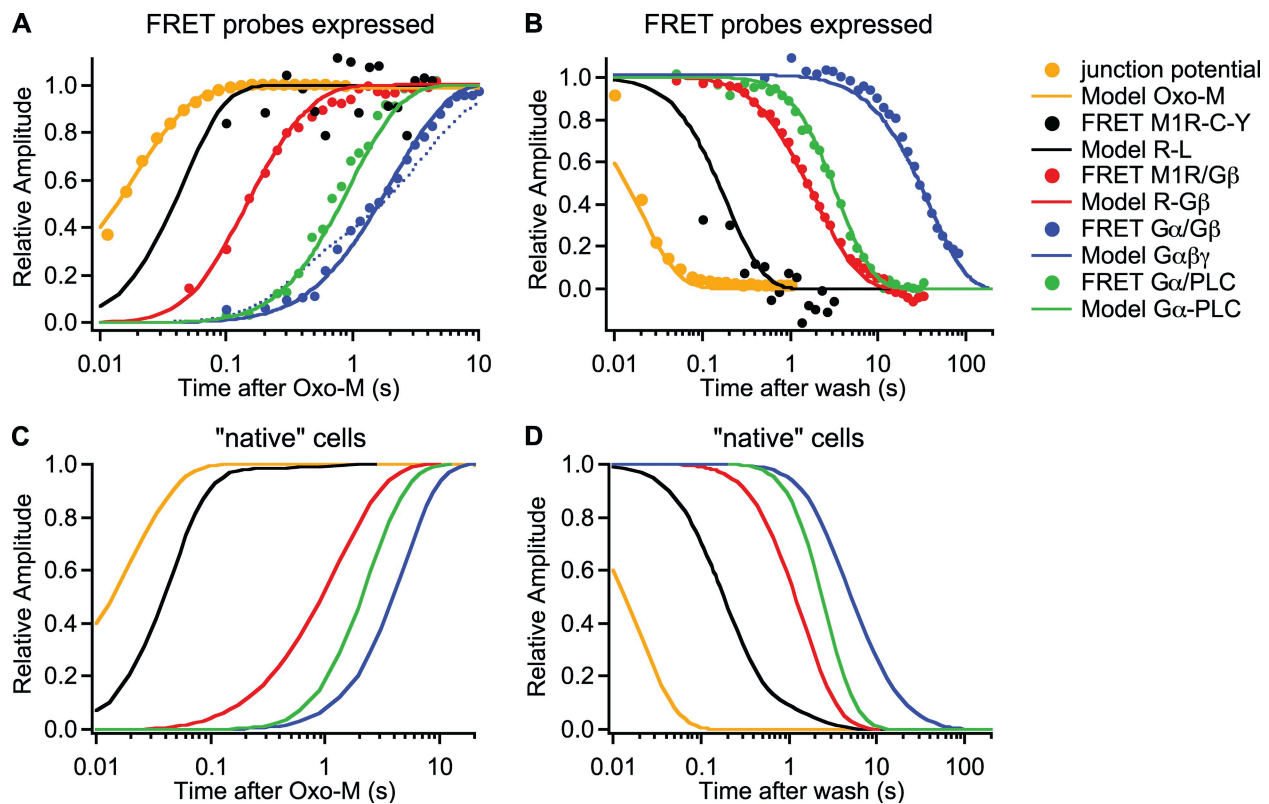 A
FRET probes expressed
Relative Amplitude
1.0
0.8
0.6
0.4
0.2
0.0
0.01
0.1
1
10
Time after Oxo-M (s)
B
FRET probes expressed
Relative Amplitude
1.0
0.8
0.6
0.4
0.2
0.0
0.01
0.1
1
10
100
Time after wash (s)
junction potential
Model Oxo-M
FRET M1R-C-Y
Model R-L
FRET M1R/Gβ
Model R-Gβ
FRET Gα/Gβ
Model Gαβγ
FRET Gα/PLC
Model Gα-PLC
C
"native" cells
Relative Amplitude
1.0
0.8
0.6
0.4
0.2
0.0
0.01
0.1
1
10
Time after Oxo-M (s)
D
"native" cells
Relative Amplitude
1.0
0.8
0.6
0.4
0.2
0.0
0.01
0.1
1
10
100
Time after wash (s)